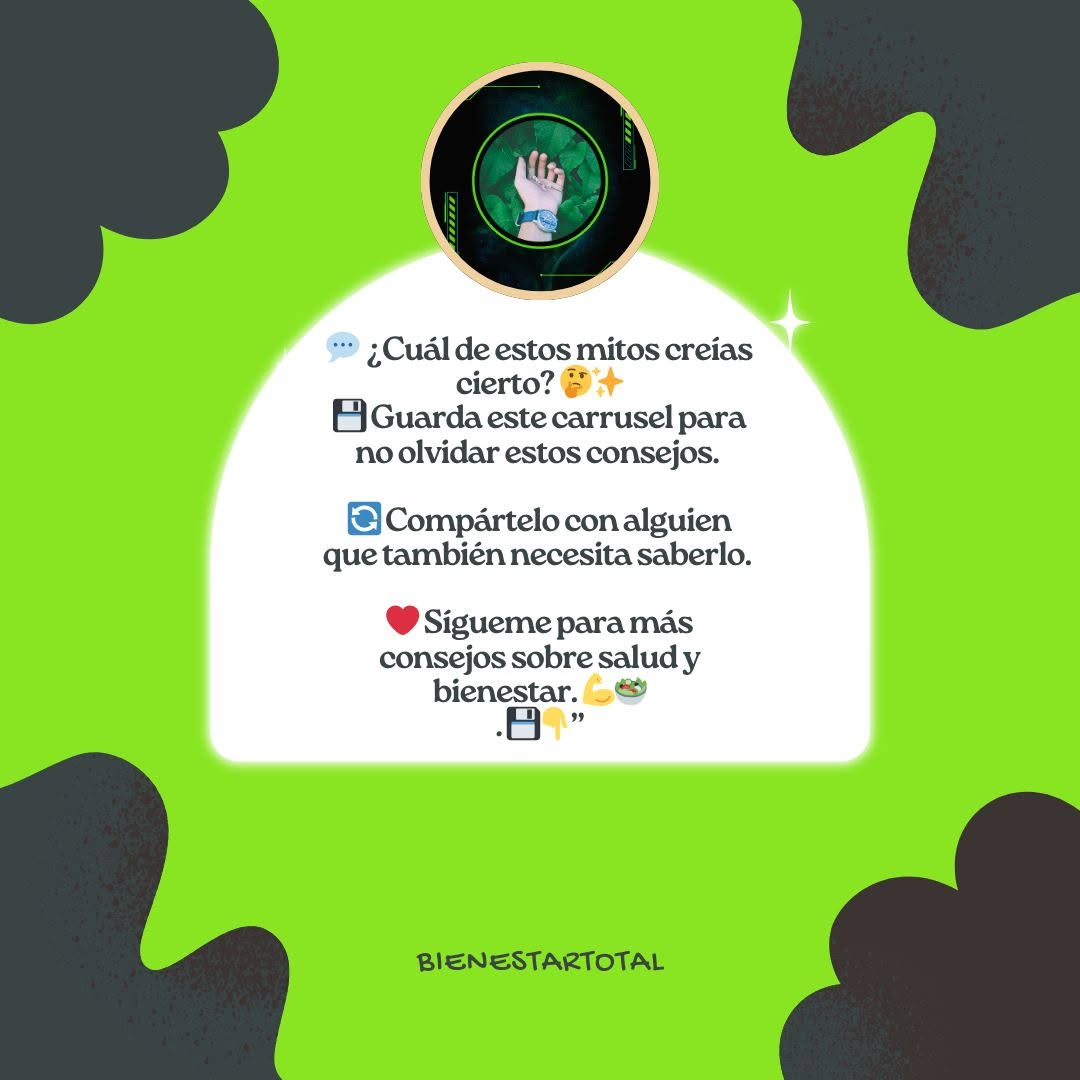 💬 ¿Cuál de estos mitos creías
cierto? 🤔✨
💾Guarda este carrusel para
no olvidar estos consejos.
🔄Compártelo con alguien
que también necesita saberlo.
❤️Sígueme para más
consejos sobre salud y
bienestar.💪🥗
.💾👇”
BIENESTARTOTAL